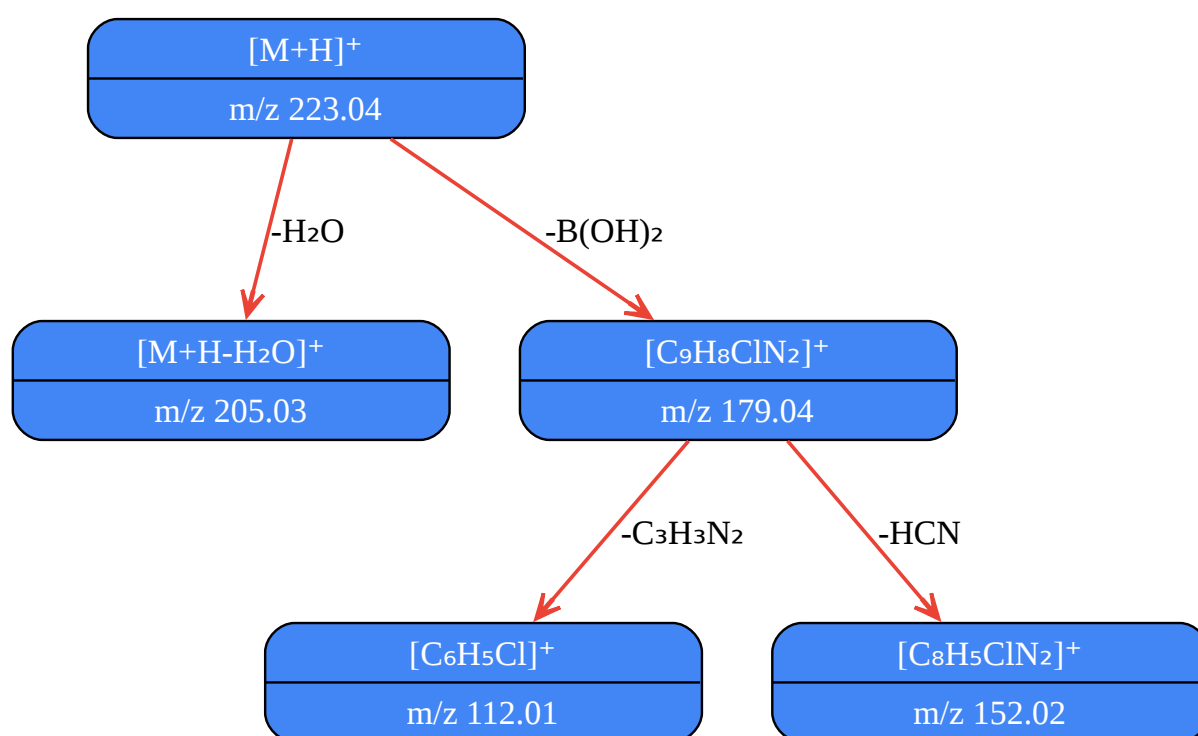 [M+H]⁺
m/z 223.04
-H₂O
-B(OH)₂
[M+H-H₂O]⁺
m/z 205.03
[C₉H₈ClN₂]⁺
m/z 179.04
-C₃H₃N₂
-HCN
[C₆H₅Cl]⁺
m/z 112.01
[C₈H₅ClN₂]⁺
m/z 152.02